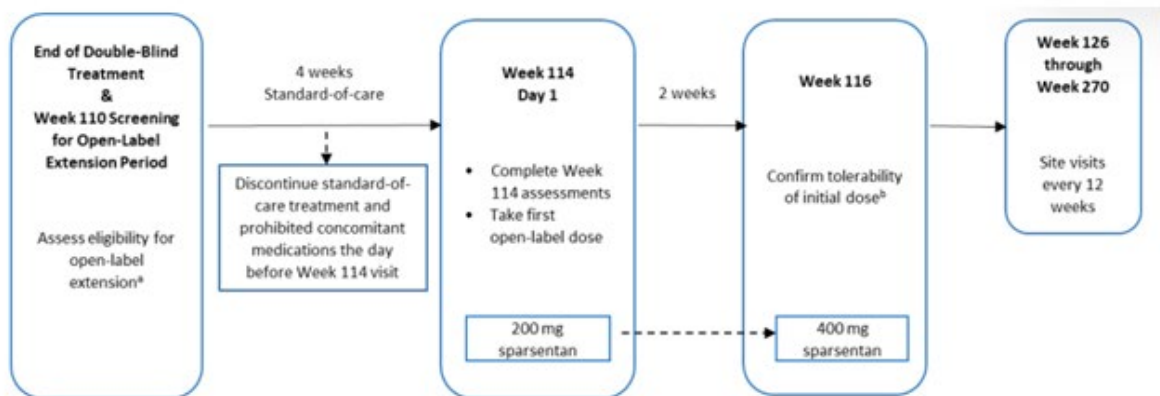 End of Double-Blind
Treatment
&
Week 110 Screening
for Open-Label
Extension Period
Assess eligibility for
open-label
extensionª
4 weeks
Standard-of-care
Discontinue standard-of-
care treatment and
prohibited concomitant
medications the day
before Week 114 visit
Week 114
Day 1
• Complete Week
114 assessments
• Take first
open-label dose
200 mg
sparsentan
2 weeks
Week 116
Confirm tolerability
of initial doseᵇ
400 mg
sparsentan
Week 126
through
Week 270
Site visits
every 12
weeks